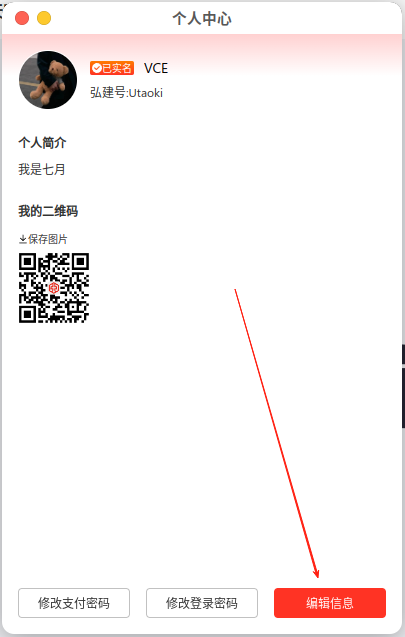 个人中心
已实名 VCE
弘建号:Utaoki
个人简介
我是七月
我的二维码
保存图片
修改支付密码 修改登录密码 编辑信息